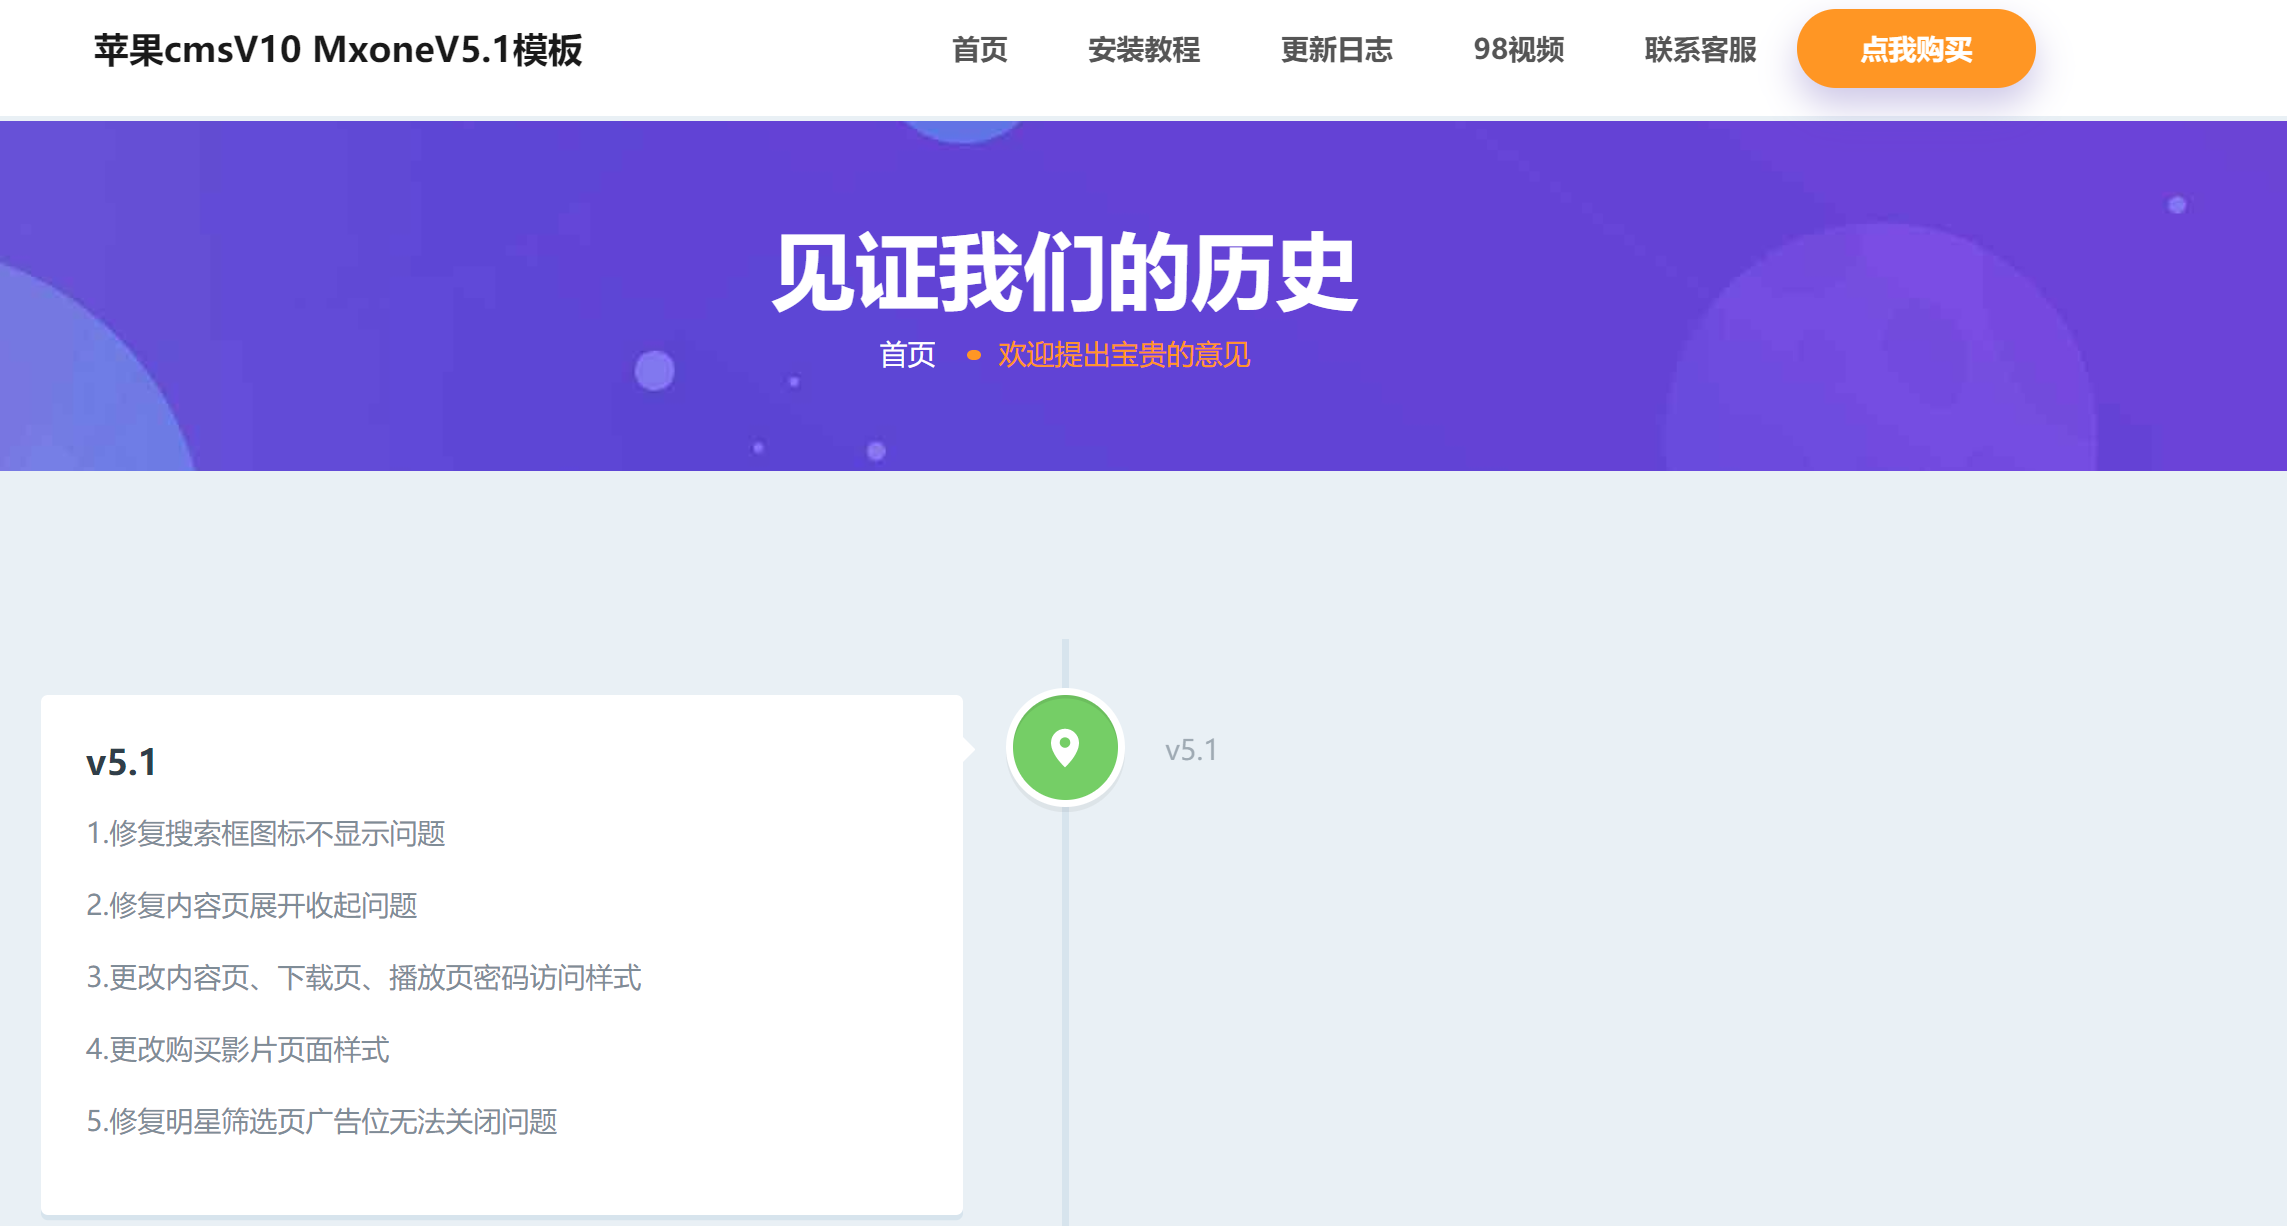 苹果cmsV10 MxoneV5.1模板
首页 安装教程 更新日志 98视频 联系客服 点我购买
见证我们的历史
首页 欢迎提出宝贵的意见
v5.1
v5.1
1.修复搜索框图标不显示问题
2.修复内容页展开收起问题
3.更改内容页、下载页、播放页密码访问样式
4.更改购买影片页面样式
5.修复明星筛选页广告位无法关闭问题